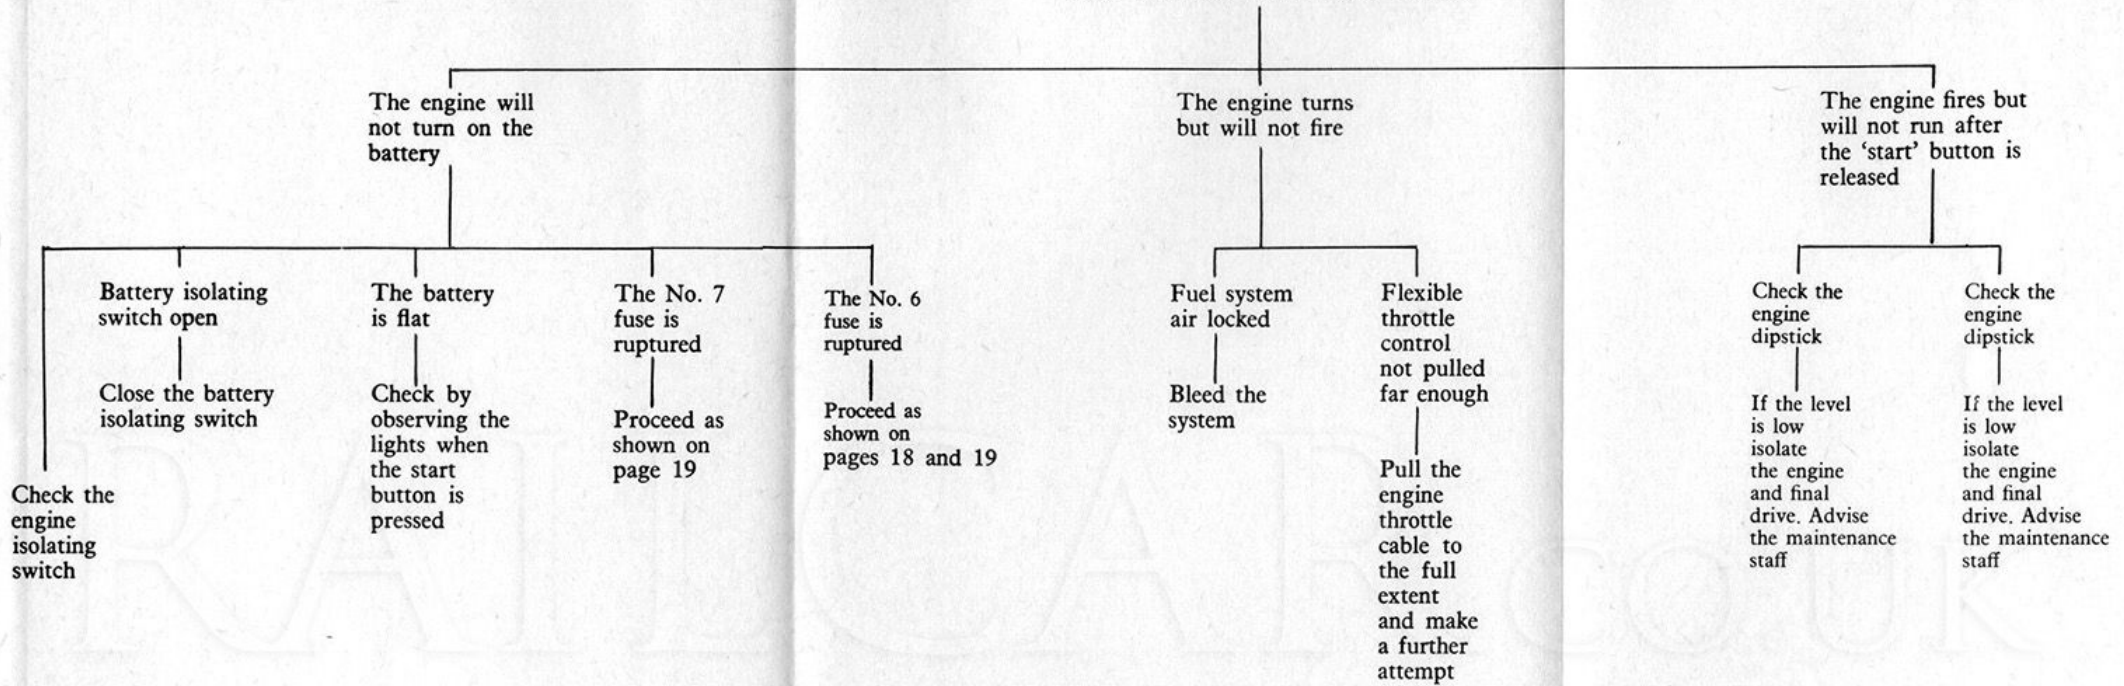 The engine will
not turn on the
battery
The engine turns
but will not fire
The engine fires but
will not run after
the ‘start’ button is
released
Check the
engine
isolating
switch
Battery isolating
switch open
Close the battery
isolating switch
The battery
is flat
Check by
observing the
lights when
the start
button is
pressed
The No. 7
fuse is
ruptured
Proceed as
shown on
page 19
The No. 6
fuse is
ruptured
Proceed as
shown on
pages 18 and 19
Fuel system
air locked
Bleed the
system
Flexible
throttle
control
not pulled
far enough
Pull the
engine
throttle
cable to
the full
extent
and make
a further
attempt
Check the
engine
dipstick
If the level
is low
isolate
the engine
and final
drive. Advise
the maintenance
staff
Check the
engine
dipstick
If the level
is low
isolate
the engine
and final
drive. Advise
the maintenance
staff
RAILCAR.CO.UK